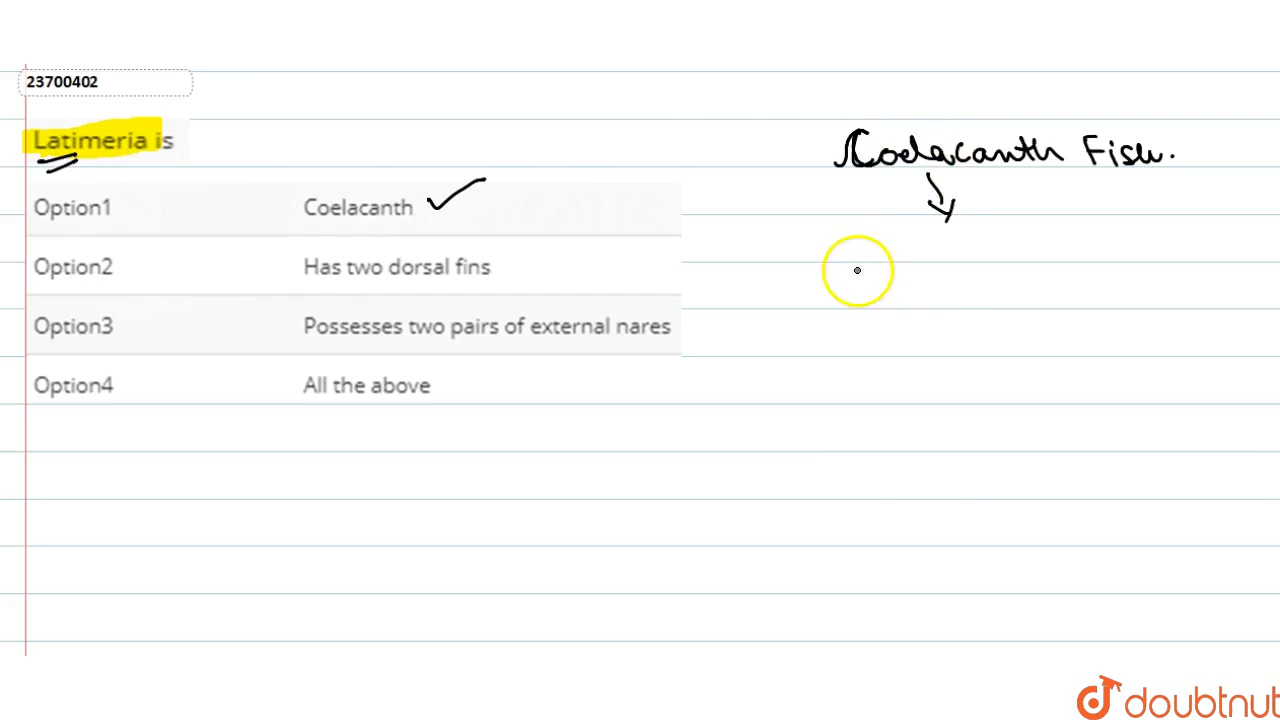 23700402
Latimeria is
Coelacanth Fish.
Option1 Coelacanth
Option2 Has two dorsal fins
Option3 Possesses two pairs of external nares
Option4 All the above
doubtnut